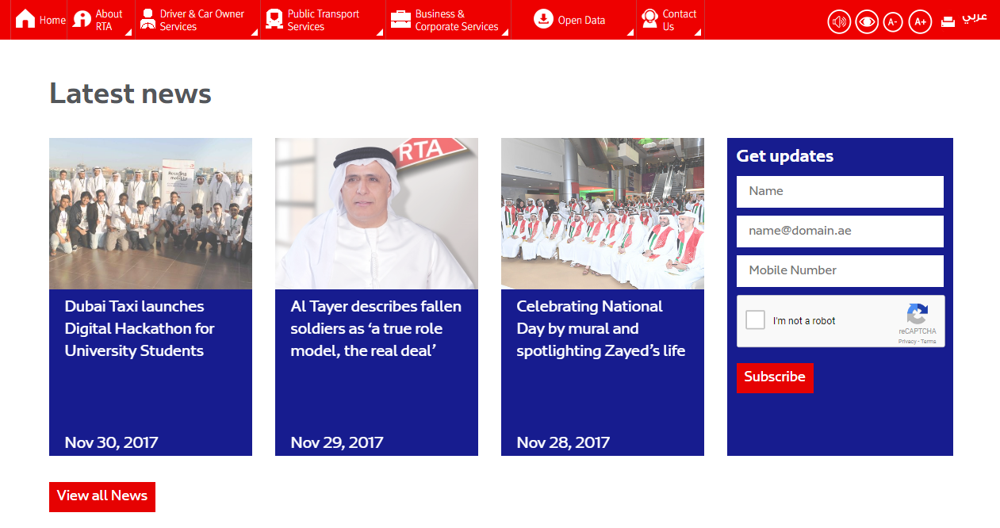 Home
About
RTA
Driver & Car Owner
Services
Public Transport
Services
Business &
Corporate Services
Open Data
Contact
Us
A-
A+
عربي
Latest news
RTA
Dubai Taxi launches
Digital Hackathon for
University Students
Nov 30, 2017
Al Tayer describes fallen
soldiers as ‘a true role
model, the real deal’
Nov 29, 2017
Celebrating National
Day by mural and
spotlighting Zayed’s life
Nov 28, 2017
Get updates
Name
name@domain.ae
Mobile Number
I'm not a robot
reCAPTCHA
Privacy - Terms
Subscribe
View all News